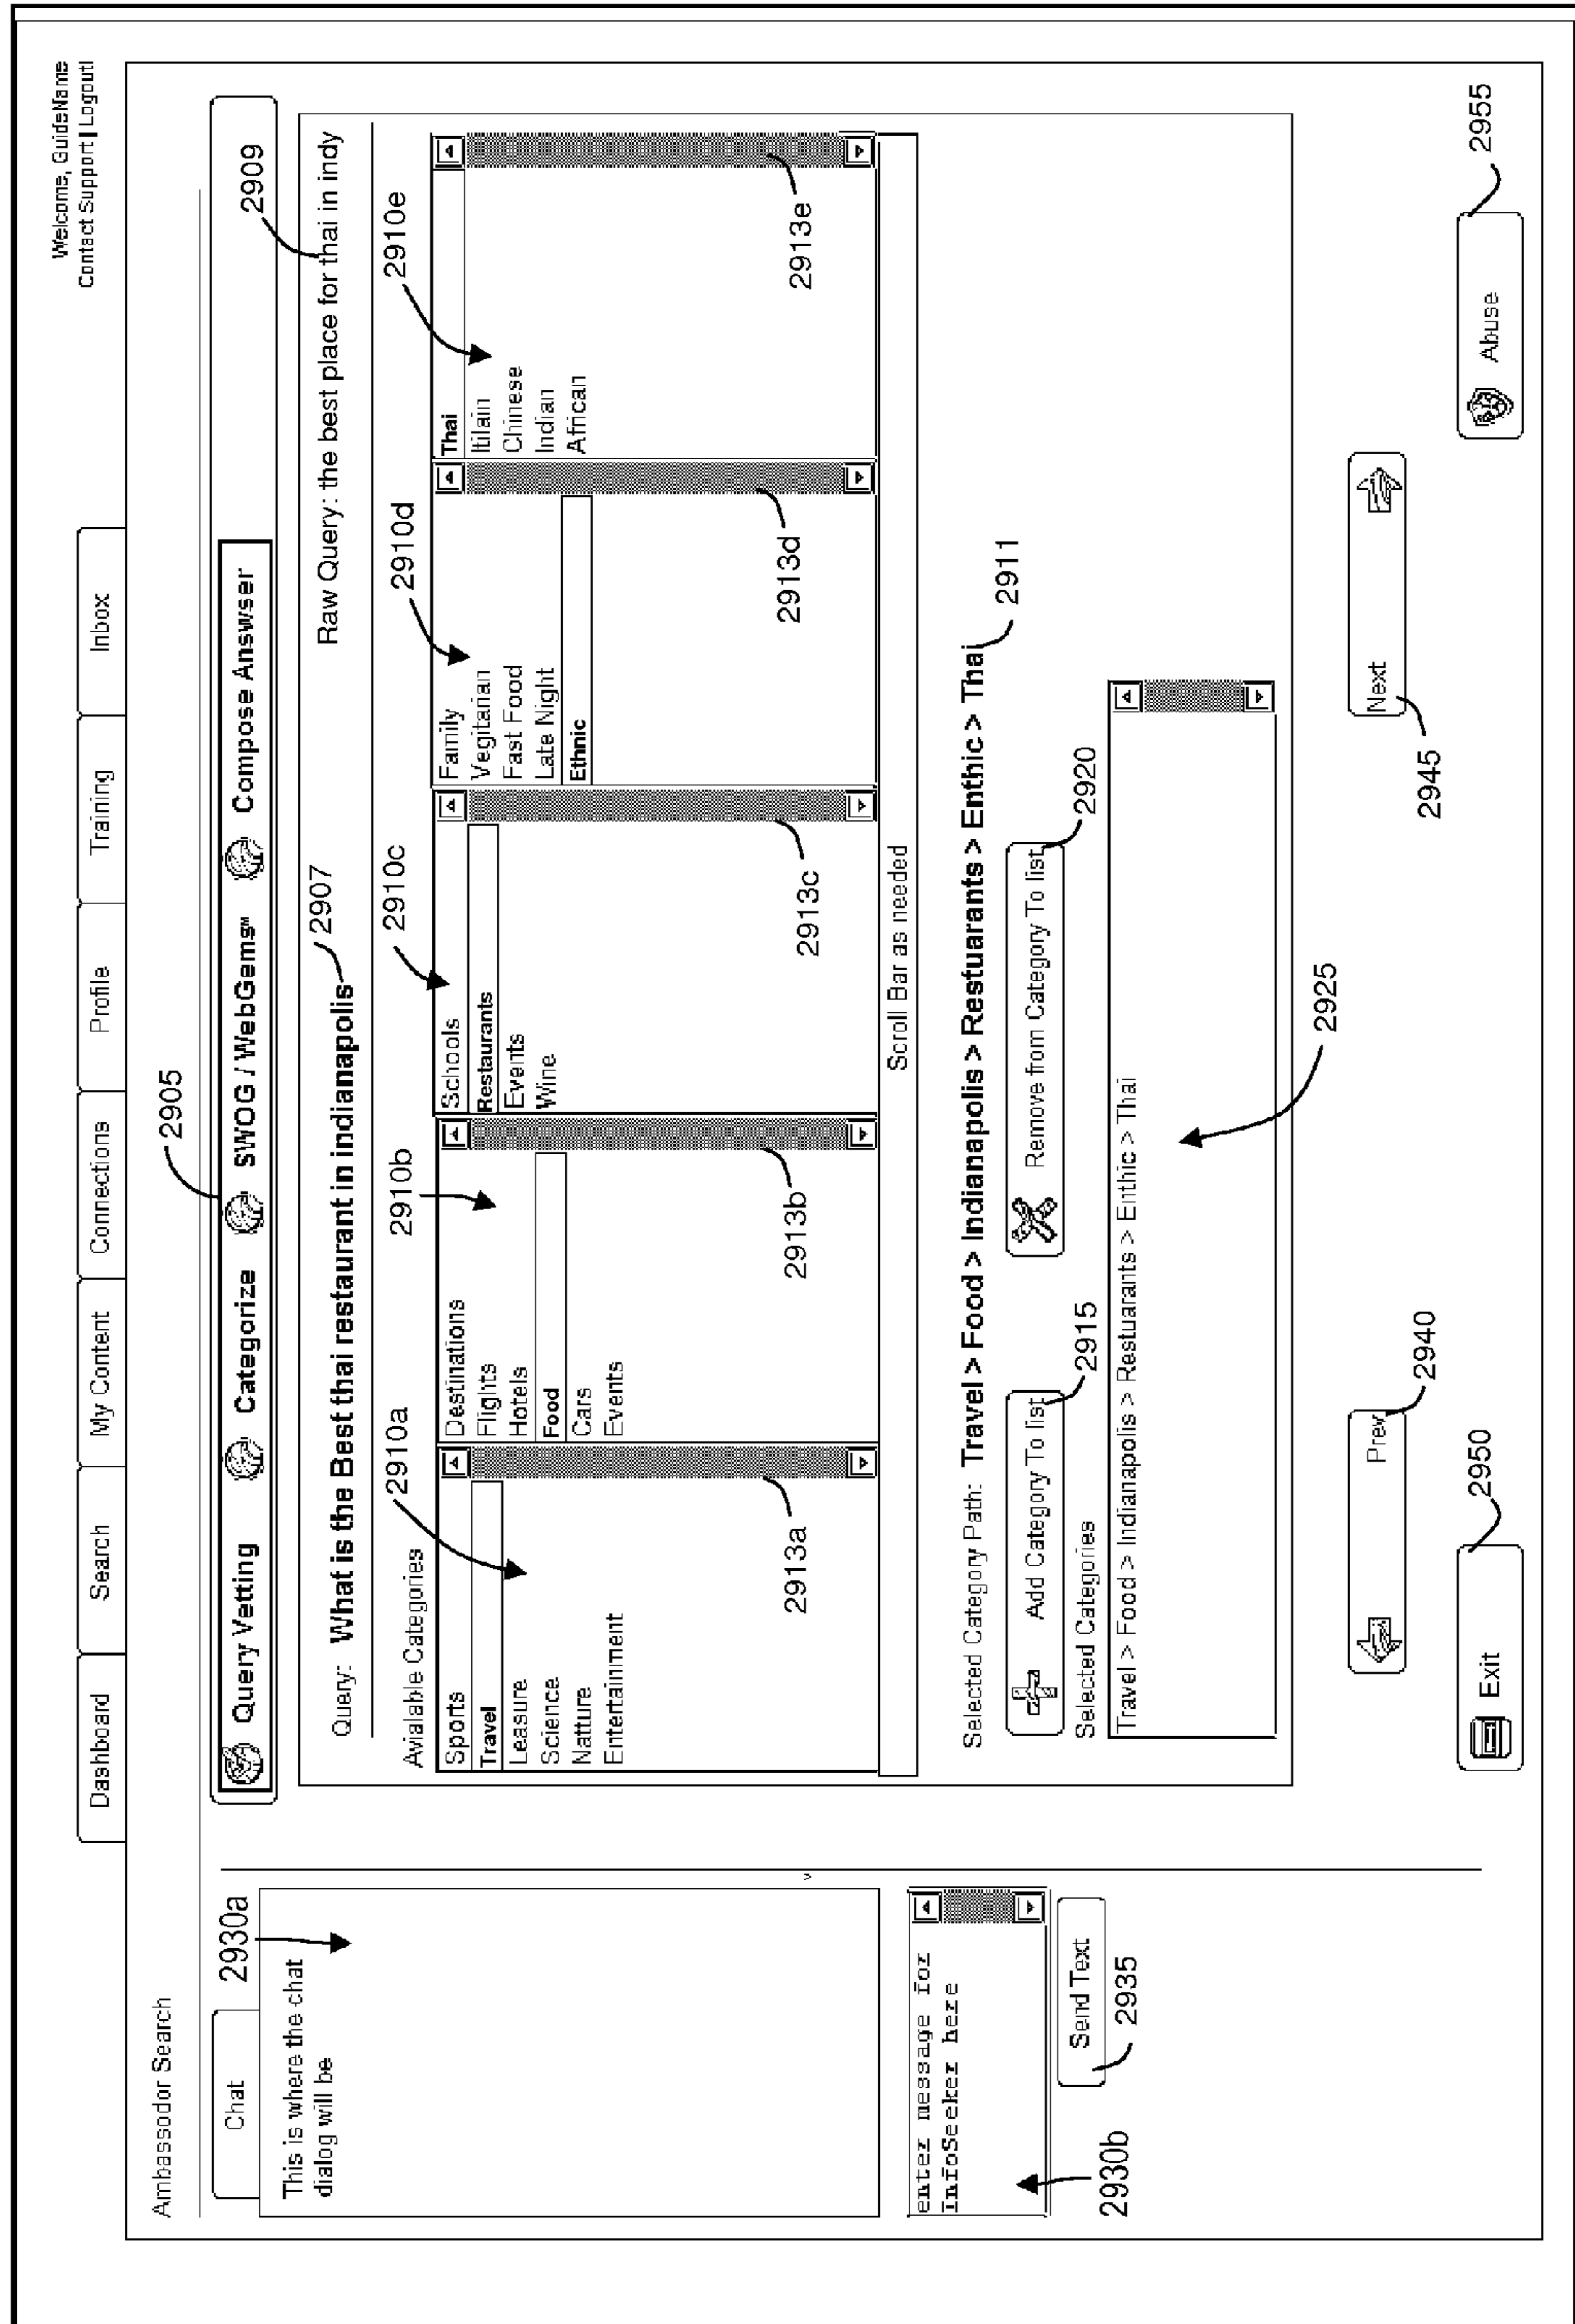 Welcome, GuideName
Contact Support | Logout!
Dashboard
Search
My Content
Connections
Profile
Training
Inbox
Ambassodor Search
2905
Chat
2930a
This is where the chat
dialog will be
enter message for
InfoSeeker here
2930b
Send Text
2935
Query Vetting
Categorize
SWOG / WebGems℠
Compose Answser
2909
Query: What is the Best thai restaurant in indianapolis
2907
Raw Query: the best place for thai in indy
Avialable Categories
2910a
2910b
2910c
2910d
2910e
Sports
Travel
Leasure
Science
Natture
Entertainment
2913a
Destinations
Flights
Hotels
Food
Cars
Events
2913b
Schools
Restaurants
Events
Wine
2913c
Family
Vegitarian
Fast Food
Late Night
Ethnic
2913d
Thai
Itilain
Chinese
Indian
African
2913e
Scroll Bar as needed
Selected Category Path: Travel > Food > Indianapolis > Restuarants > Enthic > Thai
2911
Add Category To list
2915
Remove from Category To list
2920
Selected Categories
Travel > Food > Indianapolis > Restuarants > Enthic > Thai
2925
Prev
2940
Next
2945
Exit
2950
Abuse
2955